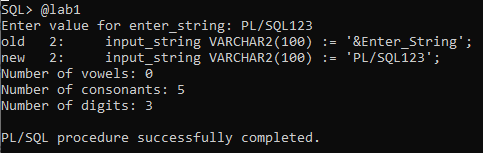 SQL> @lab1
Enter value for enter_string: PL/SQL123
old   2:     input_string VARCHAR2(100) := '&Enter_String';
new   2:     input_string VARCHAR2(100) := 'PL/SQL123';
Number of vowels: 0
Number of consonants: 5
Number of digits: 3

PL/SQL procedure successfully completed.